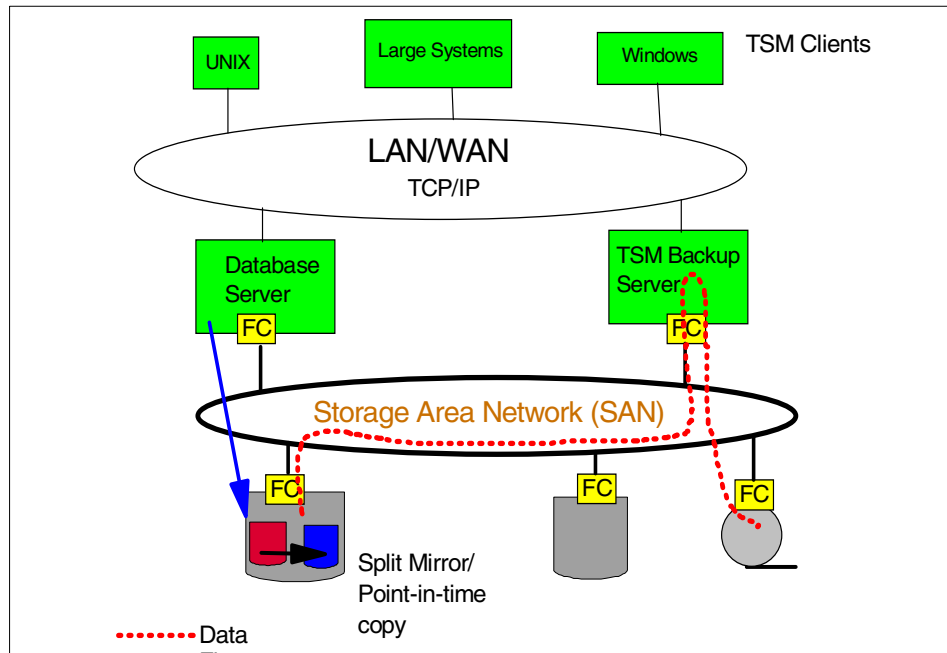 UNIX
Large Systems
Windows
TSM Clients
LAN/WAN
TCP/IP
Database
Server
TSM Backup
Server
FC
FC
Storage Area Network (SAN)
FC
FC
FC
Split Mirror/
Point-in-time
copy
Data